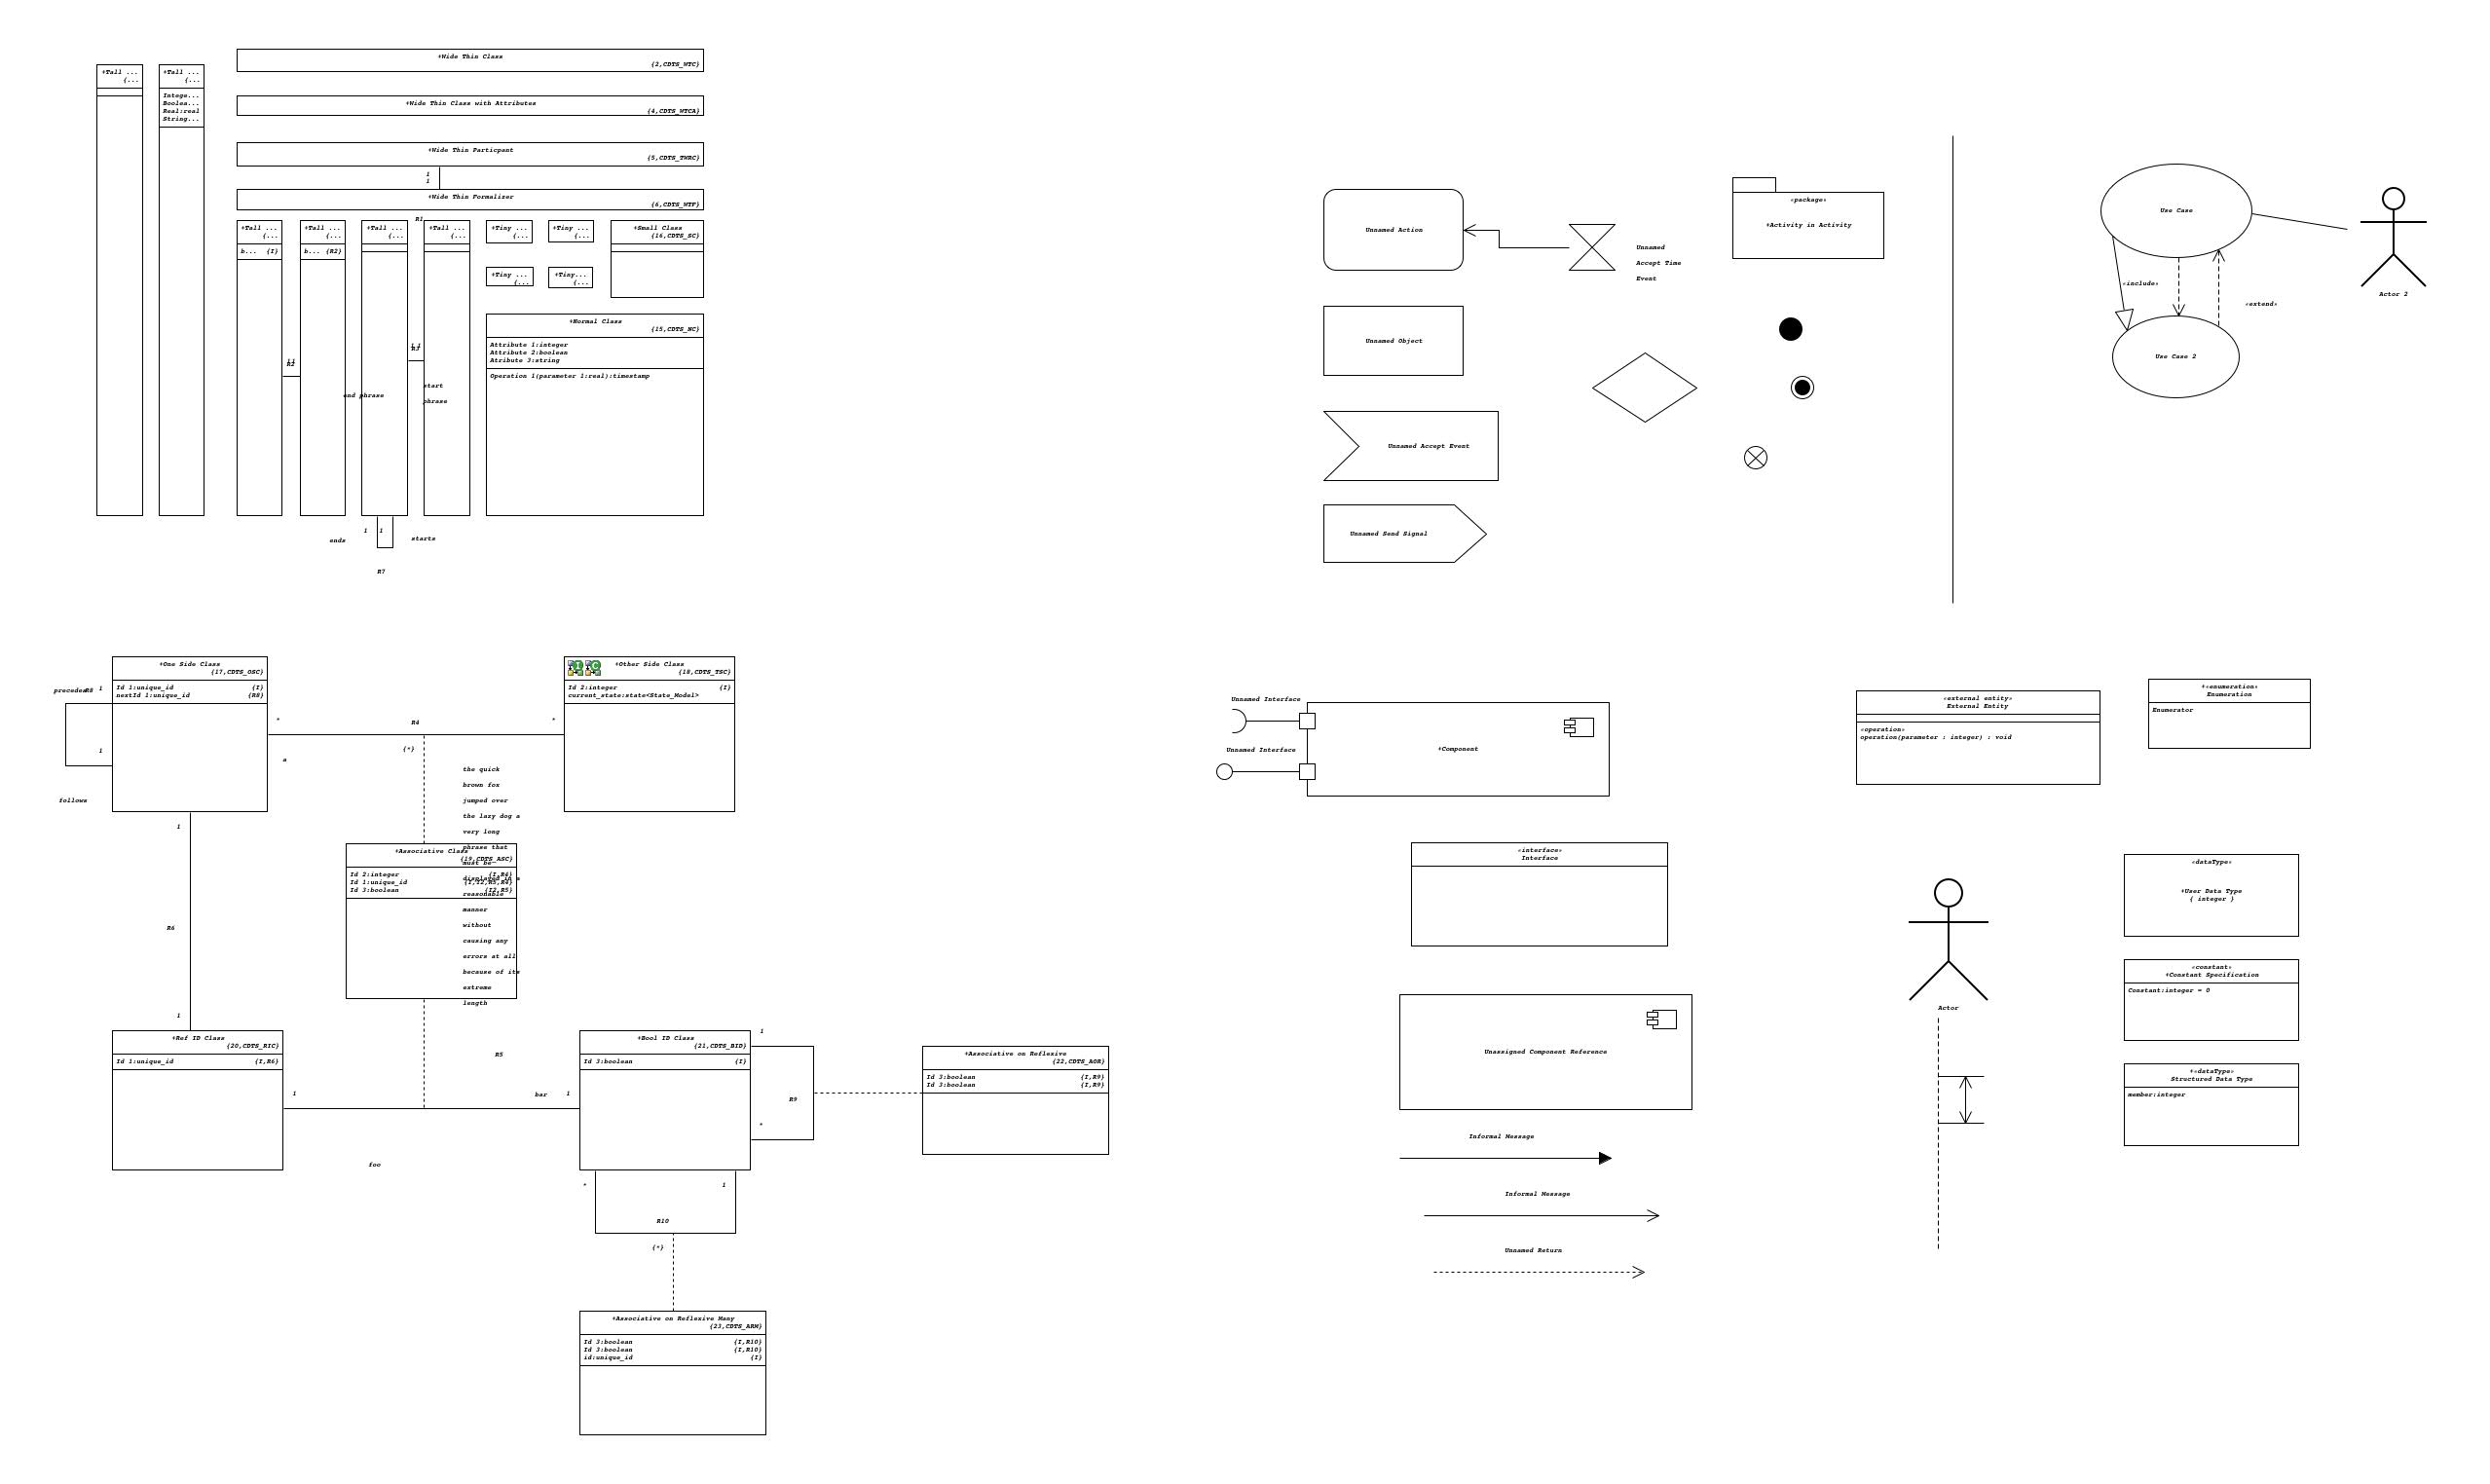 +Wide Thin Class
{2,CDTS_WTC}
+Tall ...
{...
+Tall ...
{...
Intege...
Boolea...
Real:real
String...
+Wide Thin Class with Attributes
{4,CDTS_WTCA}
+Wide Thin Particpant
{5,CDTS_TWRC}
1
1
+Wide Thin Formalizer
{6,CDTS_WTF}
R1
+Tall ...
{...
b... {I}
+Tall ...
{...
b... {R2}
+Tall ...
{...
+Tall ...
{...
+Tiny ...
{...
+Tiny ...
{...
+Small Class
{16,CDTS_SC}
+Tiny ...
{...
+Tiny...
{...
+Normal Class
{15,CDTS_NC}
Attribute 1:integer
Attribute 2:boolean
Atribute 3:string
Operation 1(parameter 1:real):timestamp
R2
R3
end phrase
start
phrase
1 1
ends
starts
R7
Unnamed Action
Unnamed
Accept Time
Event
«package»
+Activity in Activity
Unnamed Object
Unnamed Accept Event
Unnamed Send Signal
Use Case
Actor 2
«include»
«extend»
Use Case 2
+One Side Class
{17,CDTS_OSC}
Id 1:unique_id {I}
nextId 1:unique_id {R8}
precedes
R8
1
1
follows
* R4 *
{*}
a
+Other Side Class
{18,CDTS_TSC}
Id 2:integer {I}
current_state:state<State_Model>
the quick
brown fox
jumped over
the lazy dog a
very long
phrase that
must be
displayed in a
reasonable
manner
without
causing any
errors at all
because of its
extreme
length
+Associative Class
{19,CDTS_ASC}
Id 2:integer {I,R4}
Id 1:unique_id {I,I2,R5,R4}
Id 3:boolean {I2,R5}
1
R6
1
+Ref ID Class
{20,CDTS_RIC}
Id 1:unique_id {I,R6}
R5
1
bar 1
foo
+Bool ID Class
{21,CDTS_BID}
Id 3:boolean {I}
1
R9
*
+Associative on Reflexive
{22,CDTS_AOR}
Id 3:boolean {I,R9}
Id 3:boolean {I,R9}
* 1
R10
{*}
+Associative on Reflexive Many
{23,CDTS_ARM}
Id 3:boolean {I,R10}
Id 3:boolean {I,R10}
id:unique_id {I}
Unnamed Interface
Unnamed Interface
+Component
«external entity»
External Entity
«operation»
operation(parameter : integer) : void
+«enumeration»
Enumeration
Enumerator
«interface»
Interface
«dataType»
+User Data Type
{ integer }
Unassigned Component Reference
Actor
«constant»
+Constant Specification
Constant:integer = 0
+«dataType»
Structured Data Type
member:integer
Informal Message
Informal Message
Unnamed Return